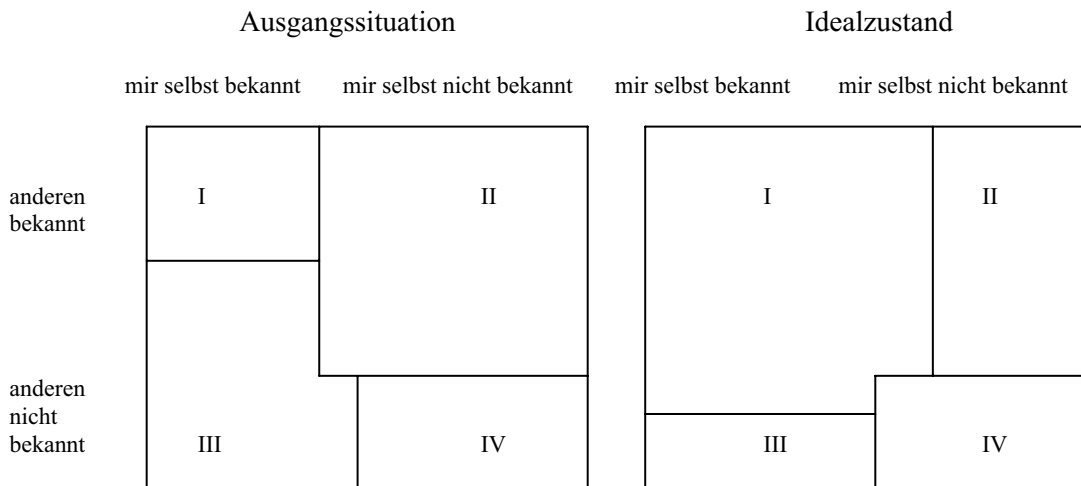 Ausgangssituation
Idealzustand
mir selbst bekannt
mir selbst nicht bekannt
mir selbst bekannt
mir selbst nicht bekannt
anderen
bekannt
I
II
I
II
anderen
nicht
bekannt
III
IV
III
IV